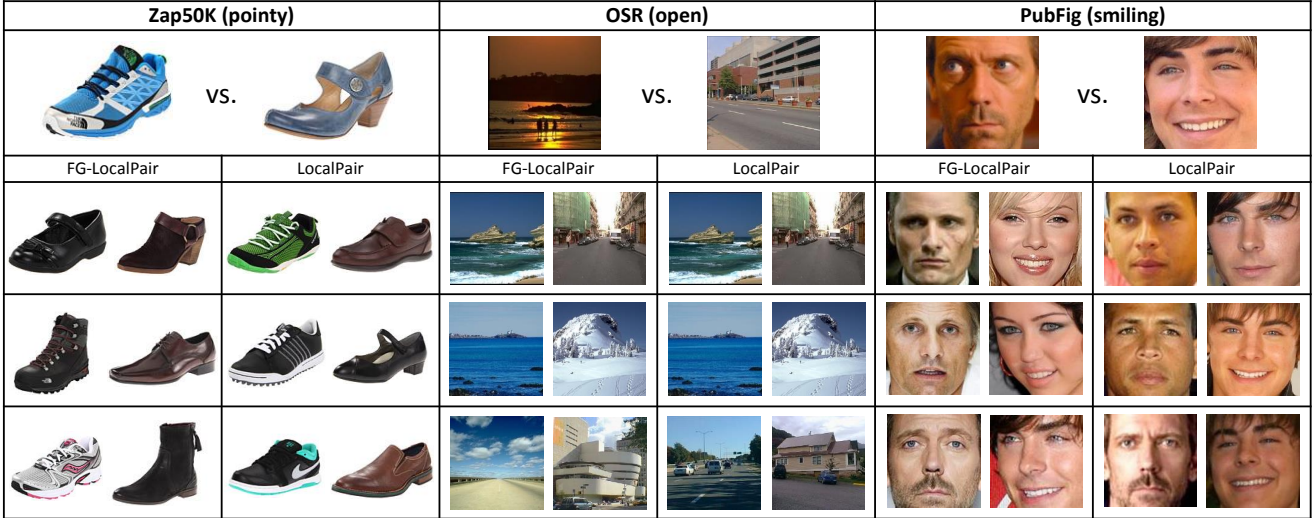 Zap50K (pointy) OSR (open) PubFig (smiling)
vs. vs. vs.
FG-LocalPair LocalPair FG-LocalPair LocalPair FG-LocalPair LocalPair